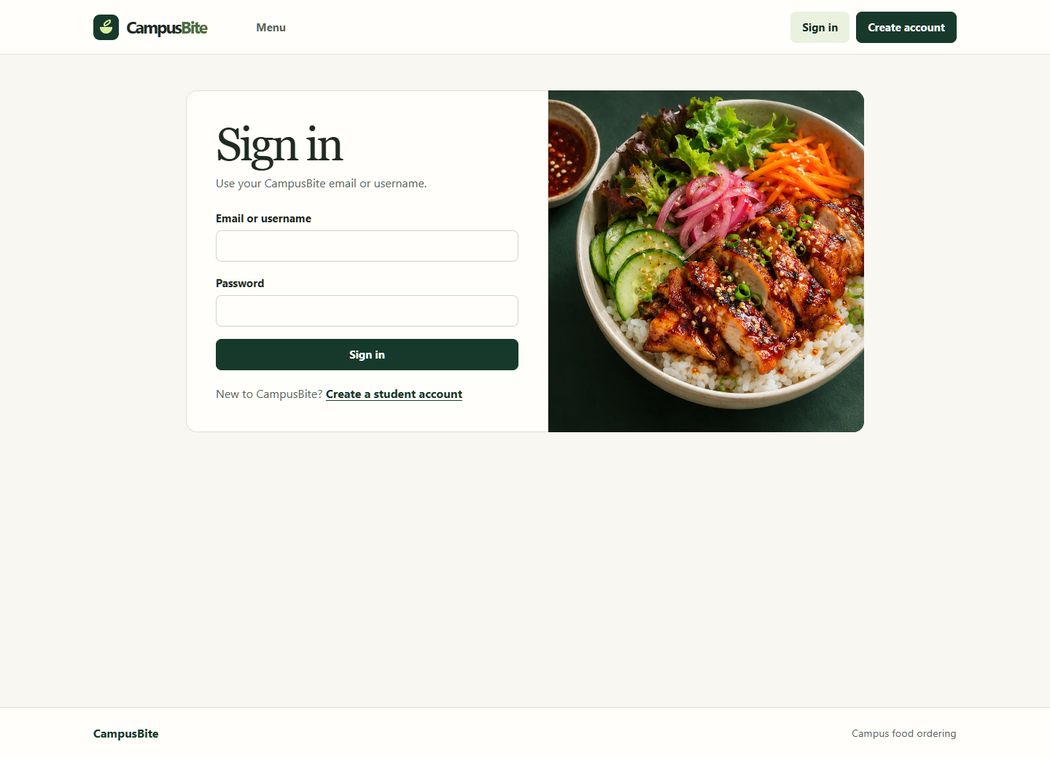 CampusBite
Menu
Sign in
Create account
Sign in
Use your CampusBite email or username.
Email or username
Password
Sign in
New to CampusBite? Create a student account
CampusBite
Campus food ordering